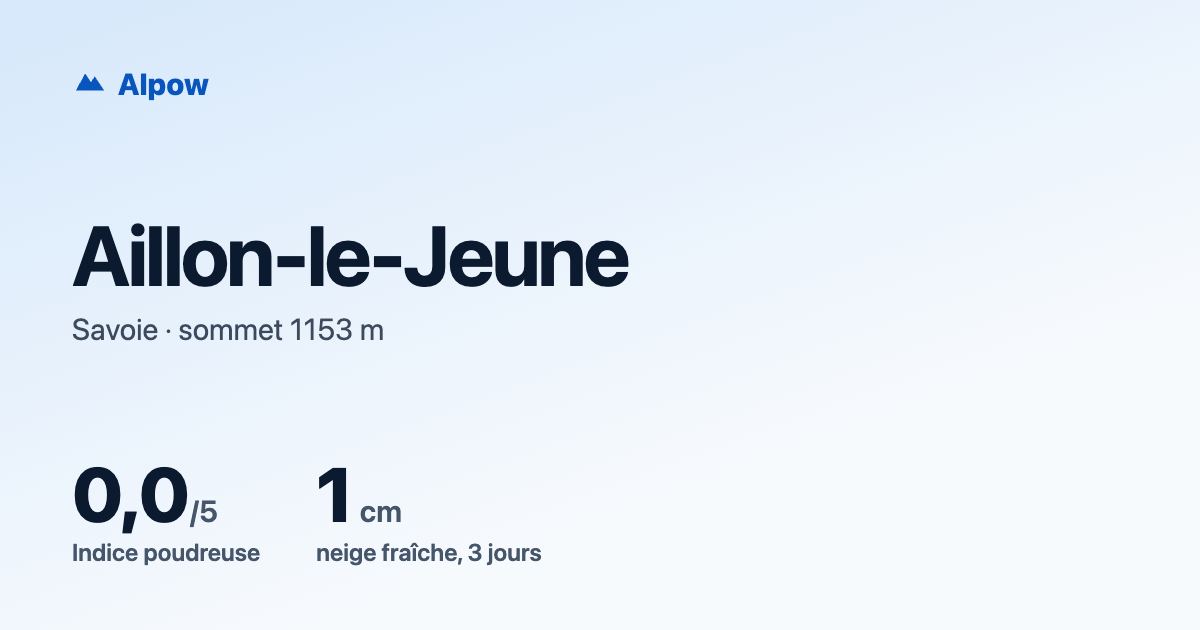 Alpow
Aillon-le-Jeune
Savoie · sommet 1153 m
0,0/5
Indice poudreuse
1 cm
neige fraîche, 3 jours